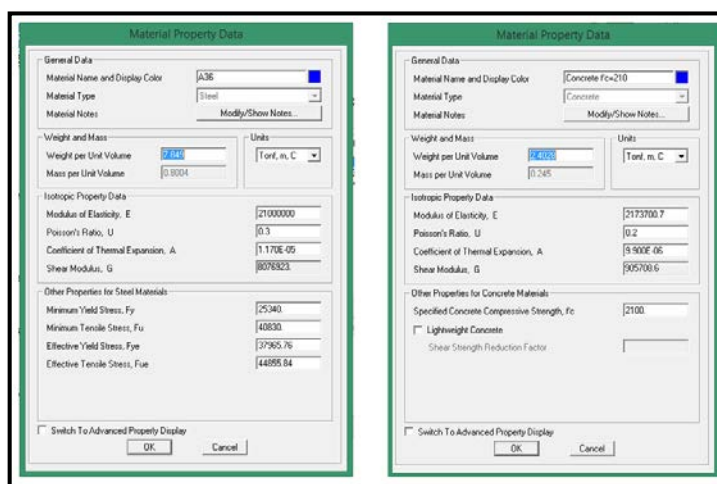 Material Property Data
General Data
Material Name and Display Color A36
Material Type Steel
Material Notes Modify/Show Notes...
Weight and Mass Units
Weight per Unit Volume 7.849 Tonf, m, C
Mass per Unit Volume 0.8004
Isotropic Property Data
Modulus of Elasticity, E 21000000
Poisson's Ratio, U 0.3
Coefficient of Thermal Expansion, A 1.170E-05
Shear Modulus, G 8076923.
Other Properties for Steel Materials
Minimum Yield Stress, Fy 25340.
Minimum Tensile Stress, Fu 40830.
Effective Yield Stress, Fye 37965.76
Effective Tensile Stress, Fue 44855.84
Switch To Advanced Property Display
OK Cancel
Material Property Data
General Data
Material Name and Display Color Concrete f'c=210
Material Type Concrete
Material Notes Modify/Show Notes...
Weight and Mass Units
Weight per Unit Volume 2.4028 Tonf, m, C
Mass per Unit Volume 0.245
Isotropic Property Data
Modulus of Elasticity, E 2173700.7
Poisson's Ratio, U 0.2
Coefficient of Thermal Expansion, A 9.900E-06
Shear Modulus, G 905708.6
Other Properties for Concrete Materials
Specified Concrete Compressive Strength, f'c 2100.
Lightweight Concrete
Shear Strength Reduction Factor
Switch To Advanced Property Display
OK Cancel